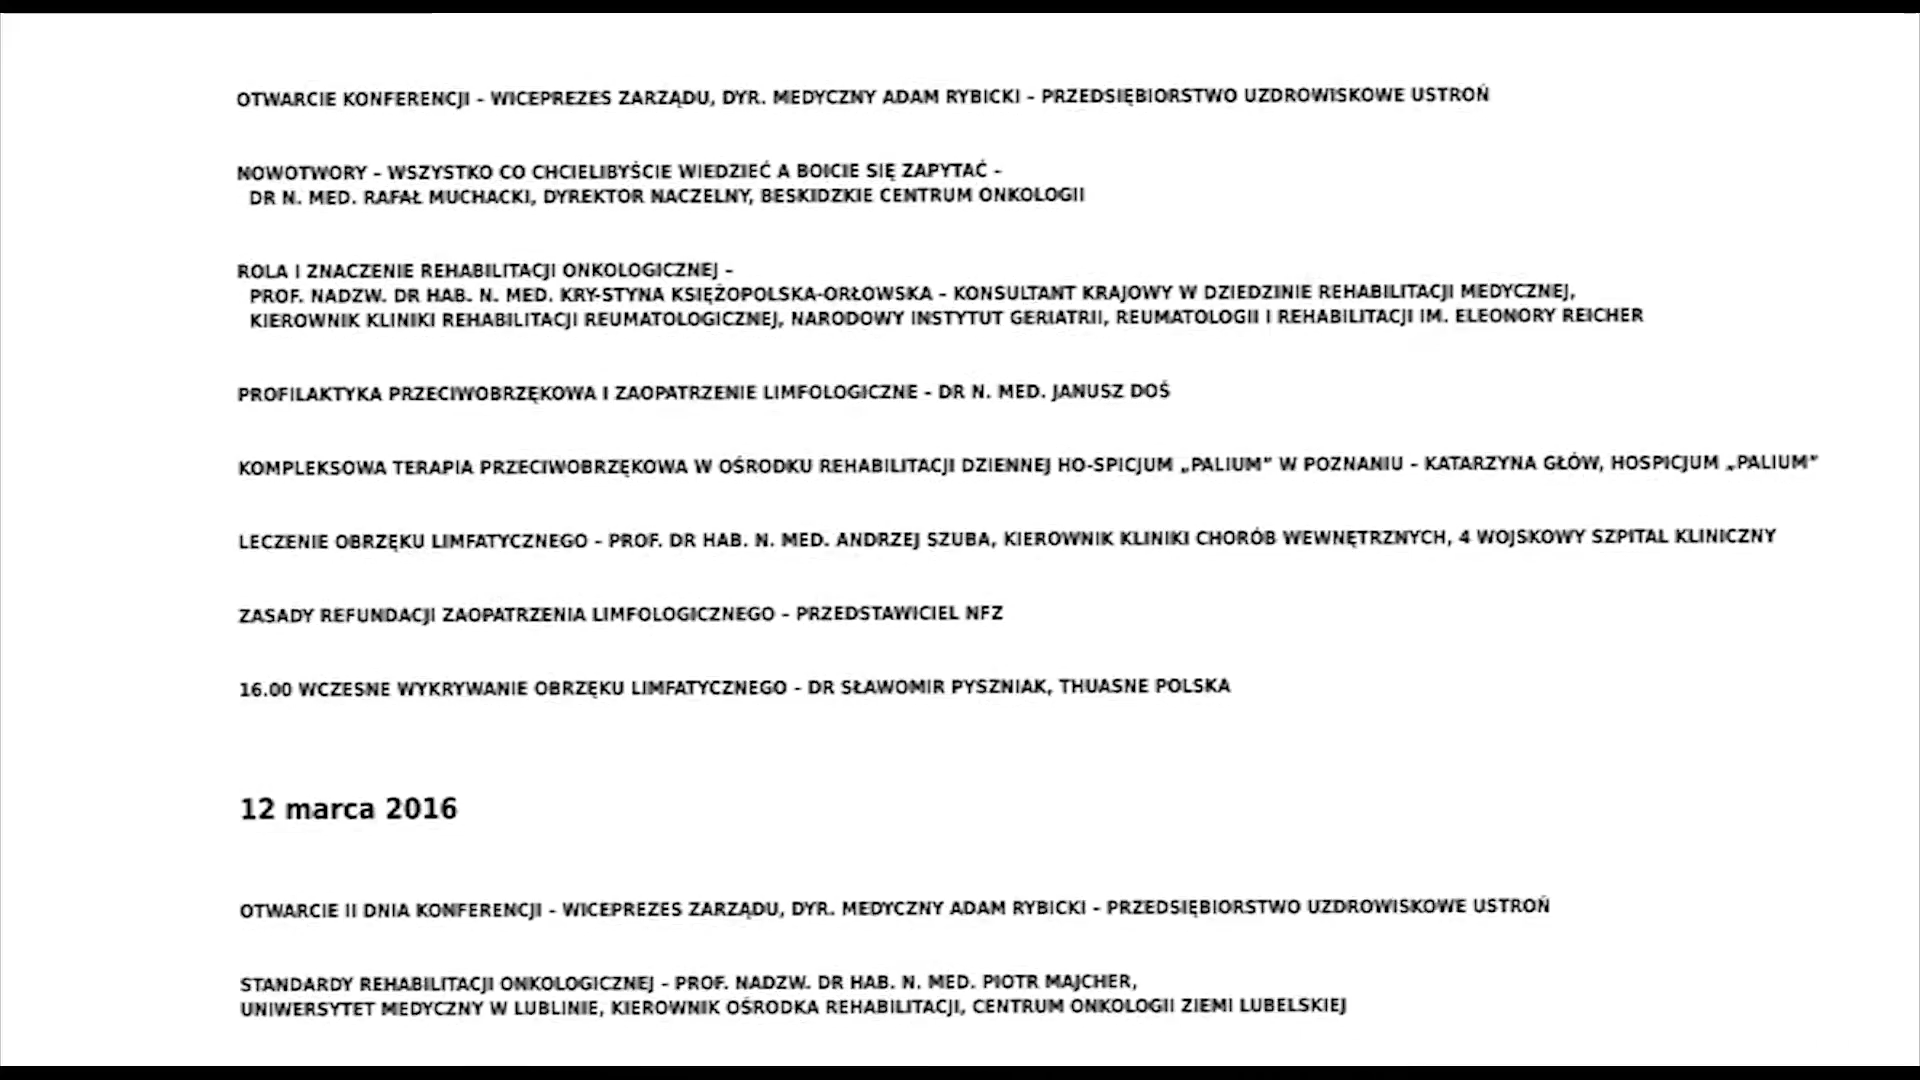 OTWARCIE KONFERENCJI – WICEPREZES ZARZĄDU, DYR. MEDYCZNY ADAM RYBICKI – PRZEDSIĘBIORSTWO UZDROWISKOWE USTROŃ
NOWOTWORY – WSZYSTKO CO CHCIELIBYŚCIE WIEDZIEĆ A BOICIE SIĘ ZAPYTAĆ –
DR N. MED. RAFAŁ MUCHACKI, DYREKTOR NACZELNY, BESKIDZKIE CENTRUM ONKOLOGII
ROLA I ZNACZENIE REHABILITACJI ONKOLOGICZNEJ –
PROF. NADZW. DR HAB. N. MED. KRY-STYNA KSIĘŻOPOLSKA-ORŁOWSKA – KONSULTANT KRAJOWY W DZIEDZINIE REHABILITACJI MEDYCZNEJ,
KIEROWNIK KLINIKI REHABILITACJI REUMATOLOGICZNEJ, NARODOWY INSTYTUT GERIATRII, REUMATOLOGII I REHABILITACJI IM. ELEONORY REICHER
PROFILAKTYKA PRZECIWOBRZĘKOWA I ZAOPATRZENIE LIMFOLOGICZNE – DR N. MED. JANUSZ DOŚ
KOMPLEKSOWA TERAPIA PRZECIWOBRZĘKOWA W OŚRODKU REHABILITACJI DZIENNEJ HO-SPICJUM „PALIUM” W POZNANIU – KATARZYNA GŁÓW, HOSPICJUM „PALIUM”
LECZENIE OBRZĘKU LIMFATYCZNEGO – PROF. DR HAB. N. MED. ANDRZEJ SZUBA, KIEROWNIK KLINIKI CHORÓB WEWNĘTRZNYCH, 4 WOJSKOWY SZPITAL KLINICZNY
ZASADY REFUNDACJI ZAOPATRZENIA LIMFOLOGICZNEGO – PRZEDSTAWICIEL NFZ
16.00 WCZESNE WYKRYWANIE OBRZĘKU LIMFATYCZNEGO – DR SŁAWOMIR PYSZNIAK, THUASNE POLSKA
12 marca 2016
OTWARCIE II DNIA KONFERENCJI – WICEPREZES ZARZĄDU, DYR. MEDYCZNY ADAM RYBICKI – PRZEDSIĘBIORSTWO UZDROWISKOWE USTROŃ
STANDARDY REHABILITACJI ONKOLOGICZNEJ – PROF. NADZW. DR HAB. N. MED. PIOTR MAJCHER,
UNIWERSYTET MEDYCZNY W LUBLINIE, KIEROWNIK OŚRODKA REHABILITACJI, CENTRUM ONKOLOGII ZIEMI LUBELSKIEJ